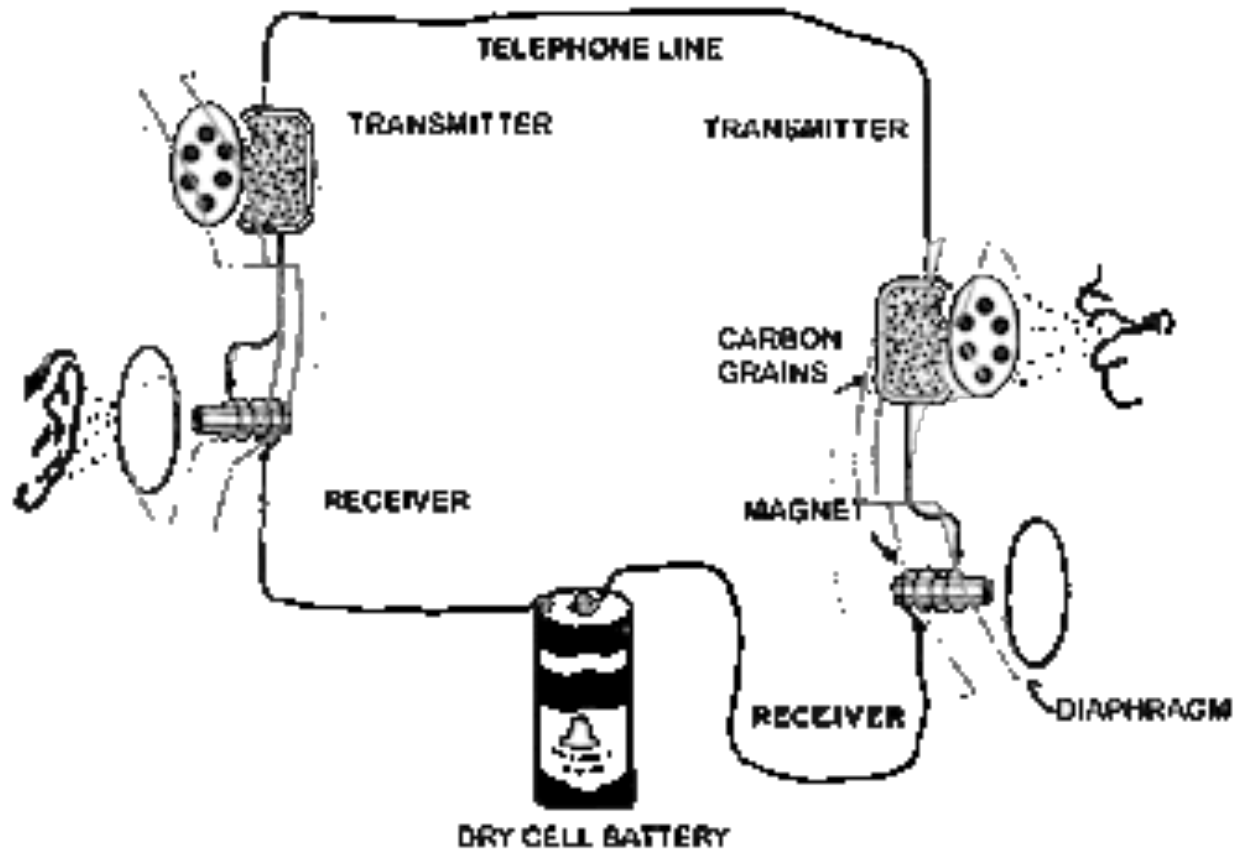 TELEPHONE LINE
TRANSMITTER
TRANSMITTER
CARBON
GRAINS
RECEIVER
MAGNET
RECEIVER
DIAPHRAGM
DRY CELL BATTERY